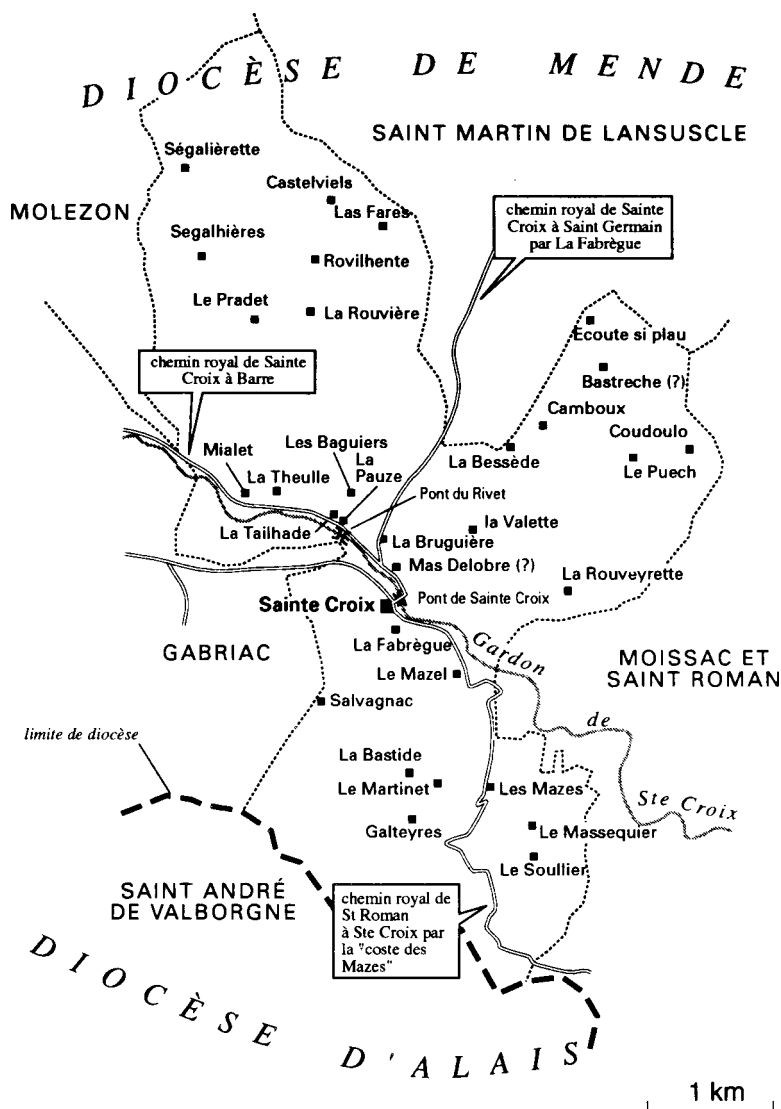 DIOCÈSE DE MENDE
SAINT MARTIN DE LANSUSCLE
Ségalièrette
Castelviels
Las Fares
MOLEZON
chemin royal de Sainte
Croix à Saint Germain
par La Fabrègue
Segalhières
Rovilhente
Le Pradet
La Rouvière
Ecoute si plau
chemin royal de Sainte
Croix à Barre
Bastreche (?)
Camboux
Coudoulo
Les Baguiers
Mialet
La
Pauze
La Theulle
La Bessède
Le Puech
Pont du Rivet
La Tailhade
la Valette
La Bruguière
Mas Delobre (?)
La Rouveyrette
Sainte Croix
Pont de Sainte Croix
La Fabrègue
GABRIAC
Gardon
de
Ste Croix
MOISSAC ET
SAINT ROMAN
Le Mazel
Salvagnac
limite de diocèse
La Bastide
Le Martinet
Les Mazes
Galteyres
Le Massequier
Le Soullier
SAINT ANDRÉ
DE VALBORGNE
chemin royal de
St Roman
à Ste Croix par
la "coste des
Mazes"
DIOCÈSE D'ALAIS
1 km